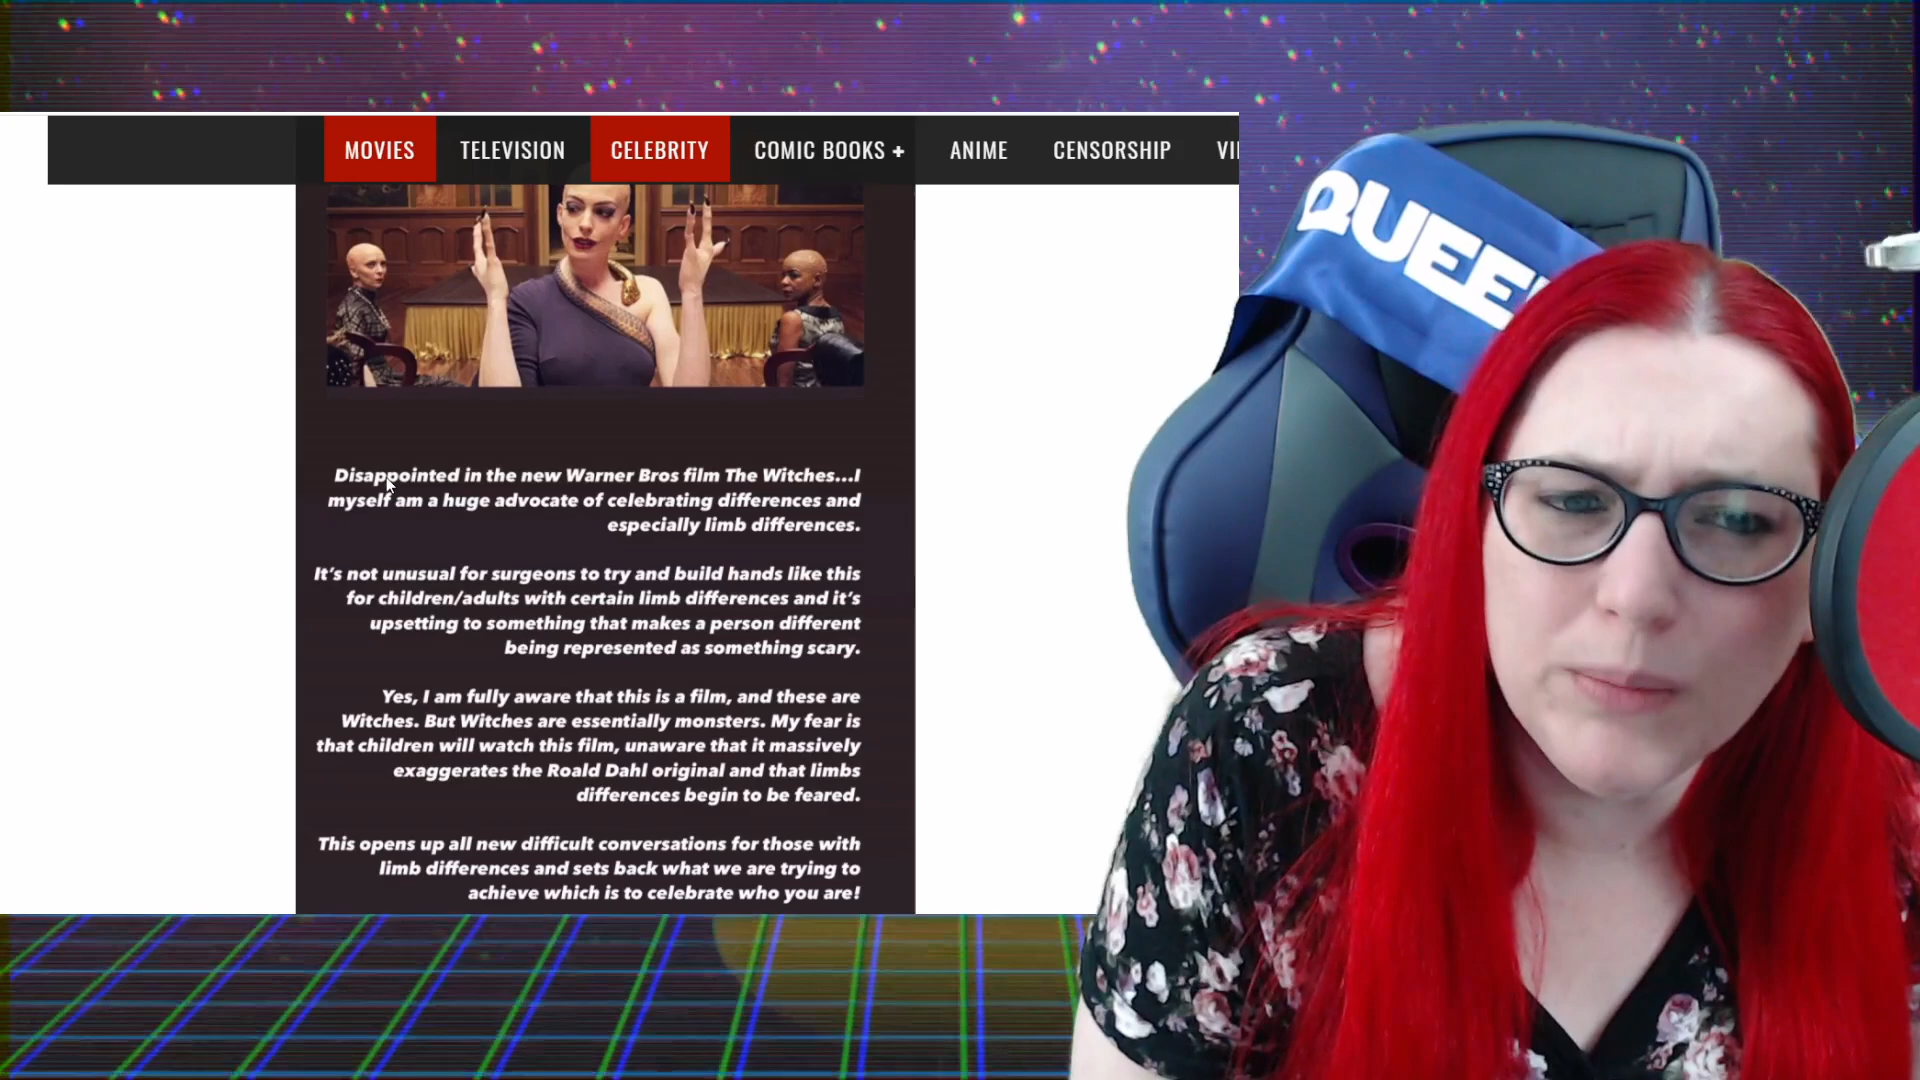 MOVIES TELEVISION CELEBRITY COMIC BOOKS + ANIME CENSORSHIP
QUEE
Disappointed in the new Warner Bros film The Witches...I
myself am a huge advocate of celebrating differences and
especially limb differences.
It's not unusual for surgeons to try and build hands like this
for children/adults with certain limb differences and it's
upsetting to something that makes a person different
being represented as something scary.
Yes, I am fully aware that this is a film, and these are
Witches. But Witches are essentially monsters. My fear is
that children will watch this film, unaware that it massively
exaggerates the Roald Dahl original and that limbs
differences begin to be feared.
This opens up all new difficult conversations for those with
limb differences and sets back what we are trying to
achieve which is to celebrate who you are!